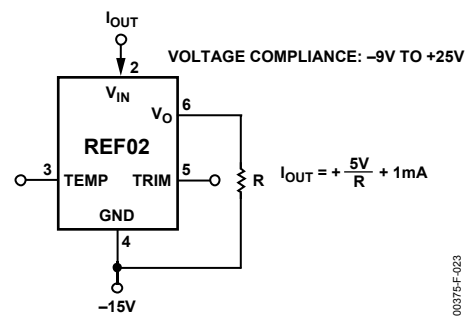 IOUT
VOLTAGE COMPLIANCE: –9V TO +25V
2
VIN
6
VO
REF02
3
TEMP
TRIM
5
R
IOUT = + 5V/R + 1mA
GND
4
–15V
00375-F-023